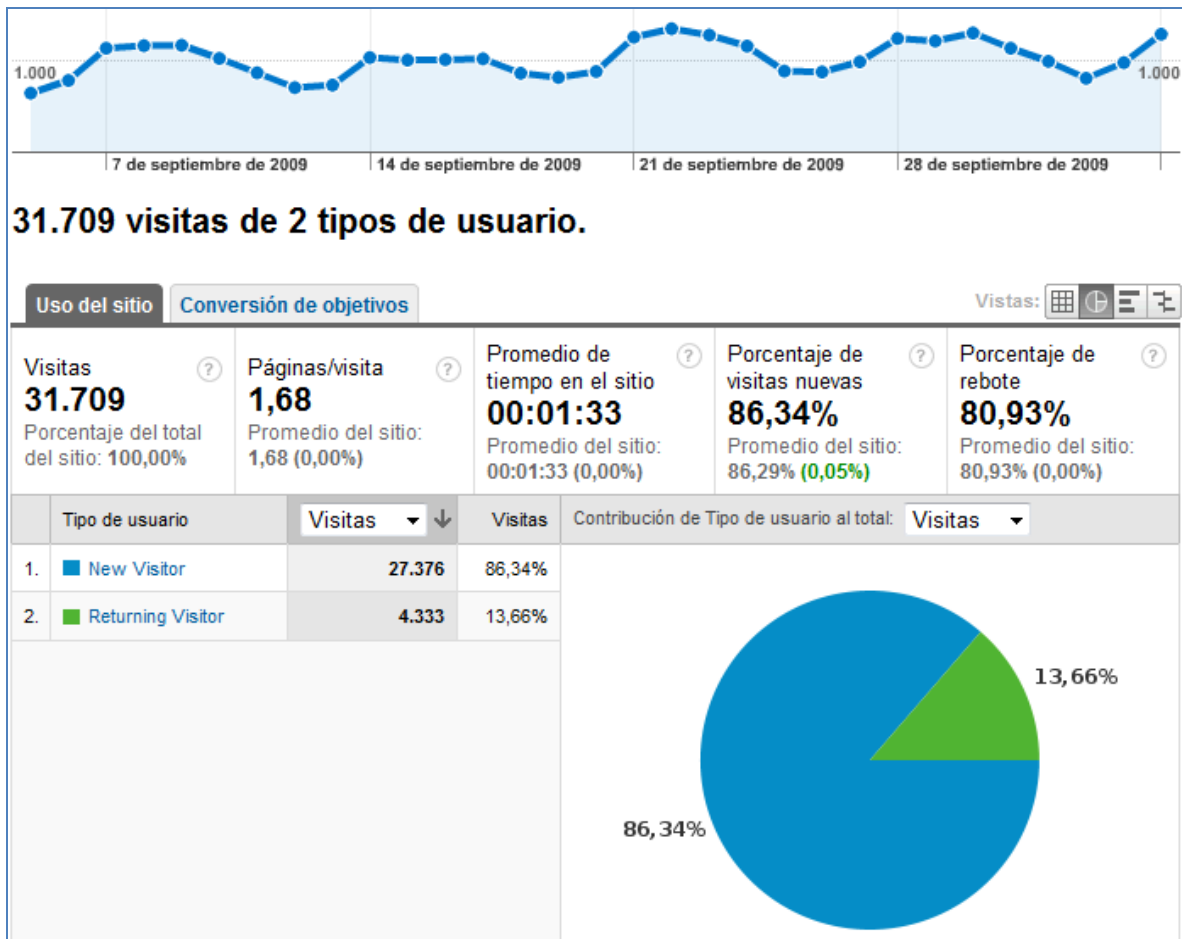 1.000
1.000
7 de septiembre de 2009
14 de septiembre de 2009
21 de septiembre de 2009
28 de septiembre de 2009
31.709 visitas de 2 tipos de usuario.
Uso del sitio
Conversión de objetivos
Vistas:
Visitas ?
31.709
Porcentaje del total
del sitio: 100,00%
Páginas/visita ?
1,68
Promedio del sitio:
1,68 (0,00%)
Promedio de ?
tiempo en el sitio
00:01:33
Promedio del sitio:
00:01:33 (0,00%)
Porcentaje de ?
visitas nuevas
86,34%
Promedio del sitio:
86,29% (0,05%)
Porcentaje de ?
rebote
80,93%
Promedio del sitio:
80,93% (0,00%)
Tipo de usuario Visitas Visitas Contribución de Tipo de usuario al total: Visitas
1. New Visitor 27.376 86,34%
2. Returning Visitor 4.333 13,66%
13,66%
86,34%